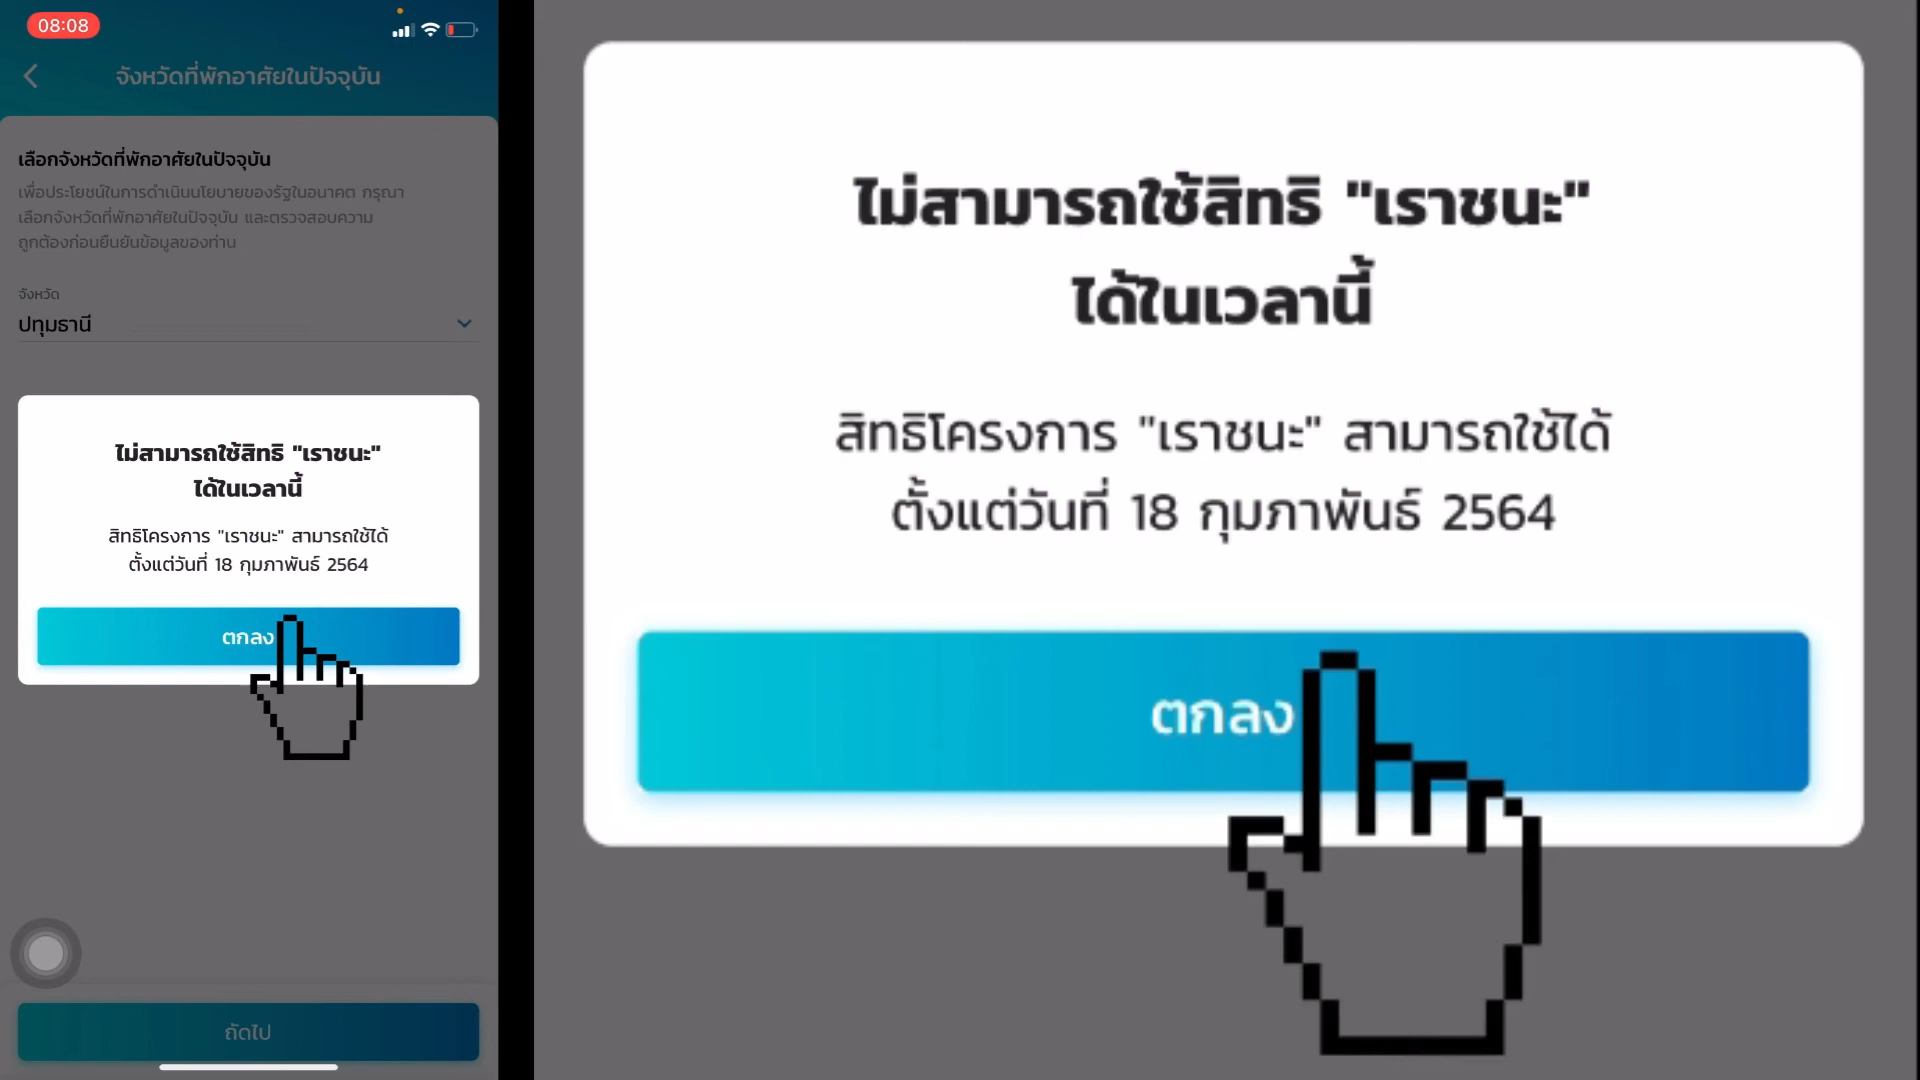 08:08
จังหวัดที่พักอาศัยในปัจจุบัน
เลือกจังหวัดที่พักอาศัยในปัจจุบัน
เพื่อประโยชน์ในการดำเนินนโยบายของรัฐในอนาคต กรุณา
เลือกจังหวัดที่พักอาศัยในปัจจุบัน และตรวจสอบความ
ถูกต้องก่อนยืนยันข้อมูลของท่าน
จังหวัด
ปทุมธานี
ไม่สามารถใช้สิทธิ "เราชนะ"
ได้ในเวลานี้
สิทธิโครงการ "เราชนะ" สามารถใช้ได้
ตั้งแต่วันที่ 18 กุมภาพันธ์ 2564
ตกลง
ถัดไป
ไม่สามารถใช้สิทธิ "เราชนะ"
ได้ในเวลานี้
สิทธิโครงการ "เราชนะ" สามารถใช้ได้
ตั้งแต่วันที่ 18 กุมภาพันธ์ 2564
ตกลง